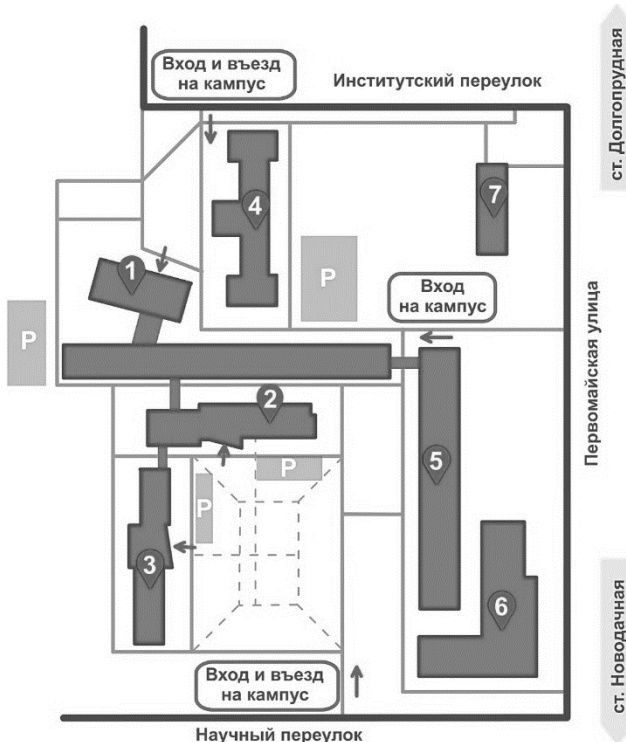 Вход и въезд
на кампус
Институтский переулок
ст. Долгопрудная
4
7
1
P
Вход
на кампус
P
2
Первомайская улица
5
P
P
3
6
Вход и въезд
на кампус
ст. Новодачная
Научный переулок